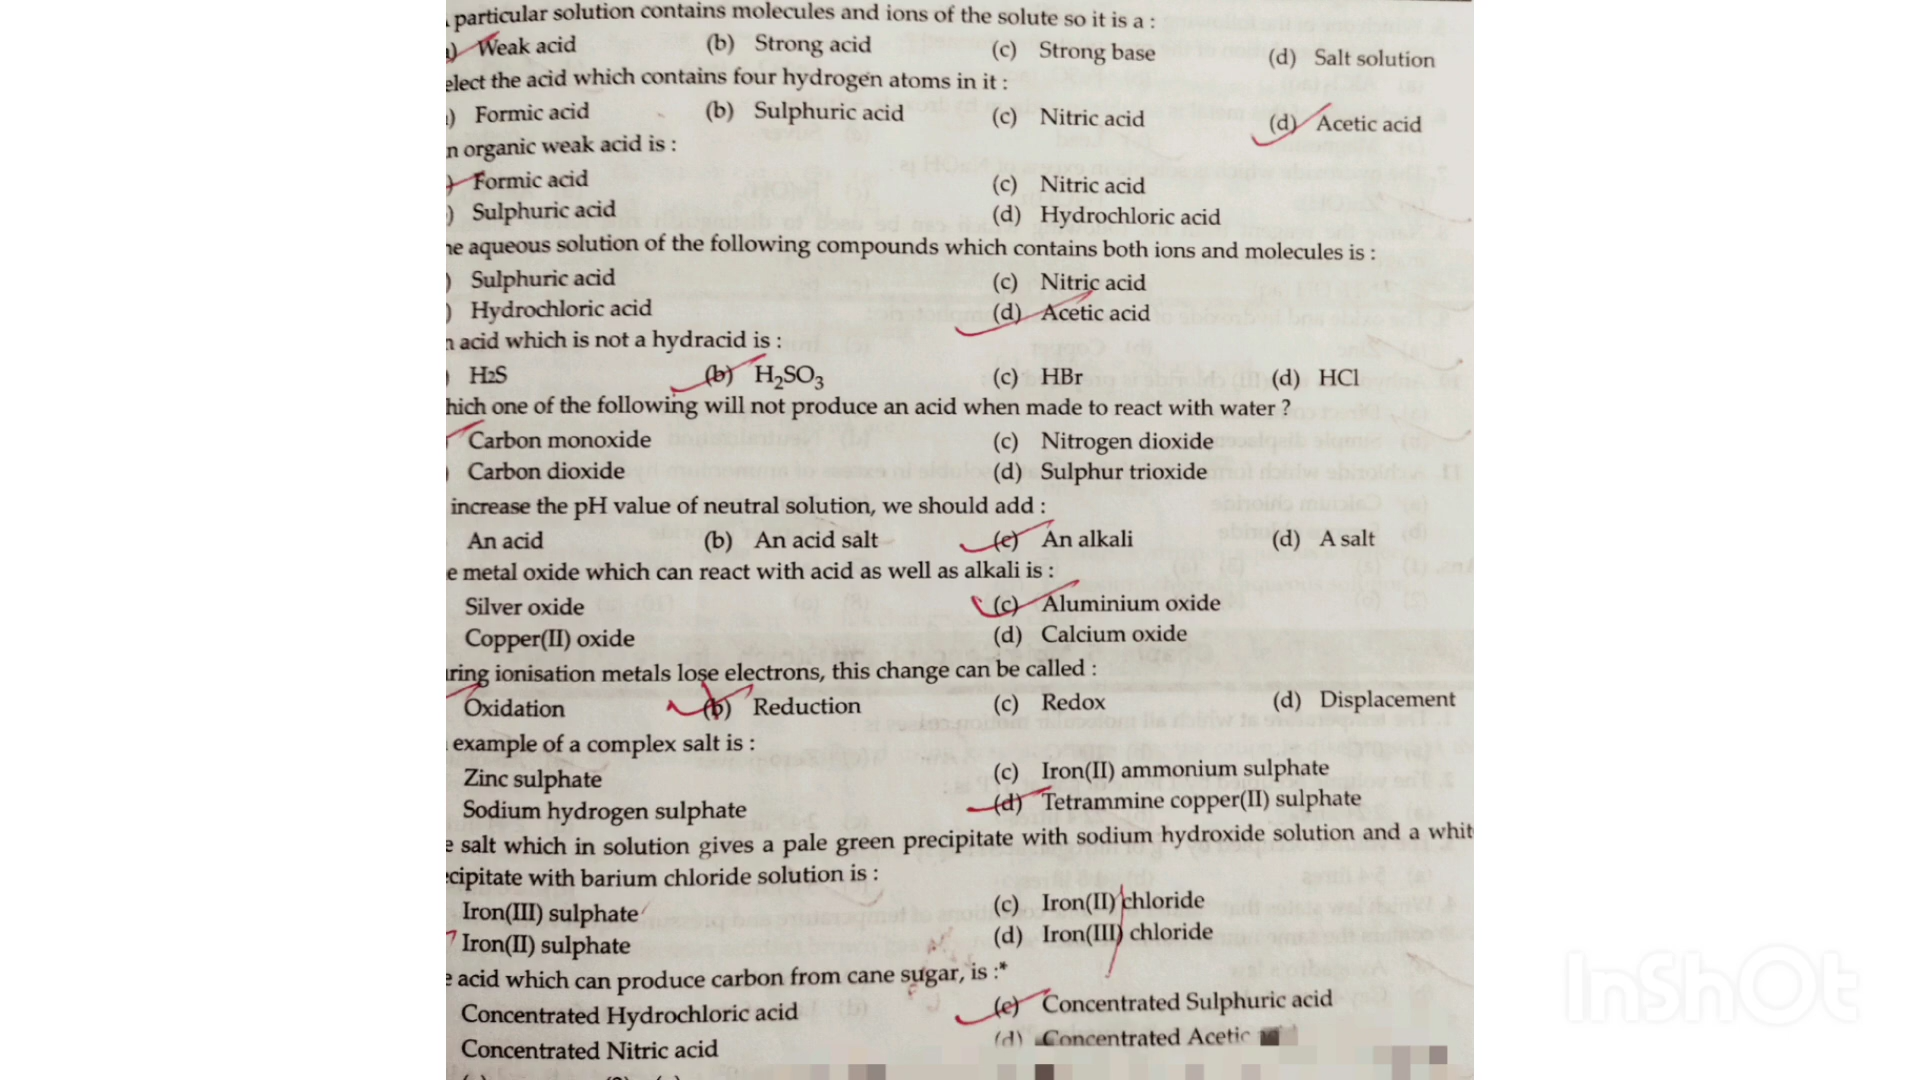 particular solution contains molecules and ions of the solute so it is a :
) Weak acid (b) Strong acid (c) Strong base (d) Salt solution
elect the acid which contains four hydrogen atoms in it :
) Formic acid (b) Sulphuric acid (c) Nitric acid (d) Acetic acid
n organic weak acid is :
) Formic acid (c) Nitric acid
) Sulphuric acid (d) Hydrochloric acid
he aqueous solution of the following compounds which contains both ions and molecules is :
) Sulphuric acid (c) Nitric acid
) Hydrochloric acid (d) Acetic acid
n acid which is not a hydracid is :
) H2S (b) H₂SO₃ (c) HBr (d) HCl
hich one of the following will not produce an acid when made to react with water ?
Carbon monoxide (c) Nitrogen dioxide
) Carbon dioxide (d) Sulphur trioxide
increase the pH value of neutral solution, we should add :
An acid (b) An acid salt (c) An alkali (d) A salt
e metal oxide which can react with acid as well as alkali is :
Silver oxide (c) Aluminium oxide
Copper(II) oxide (d) Calcium oxide
uring ionisation metals lose electrons, this change can be called :
Oxidation (b) Reduction (c) Redox (d) Displacement
example of a complex salt is :
Zinc sulphate (c) Iron(II) ammonium sulphate
Sodium hydrogen sulphate (d) Tetrammine copper(II) sulphate
e salt which in solution gives a pale green precipitate with sodium hydroxide solution and a whit
ecipitate with barium chloride solution is :
Iron(III) sulphate (c) Iron(II) chloride
Iron(II) sulphate (d) Iron(III) chloride
e acid which can produce carbon from cane sugar, is :*
Concentrated Hydrochloric acid (c) Concentrated Sulphuric acid
Concentrated Nitric acid (d) Concentrated Acetic
InShOt